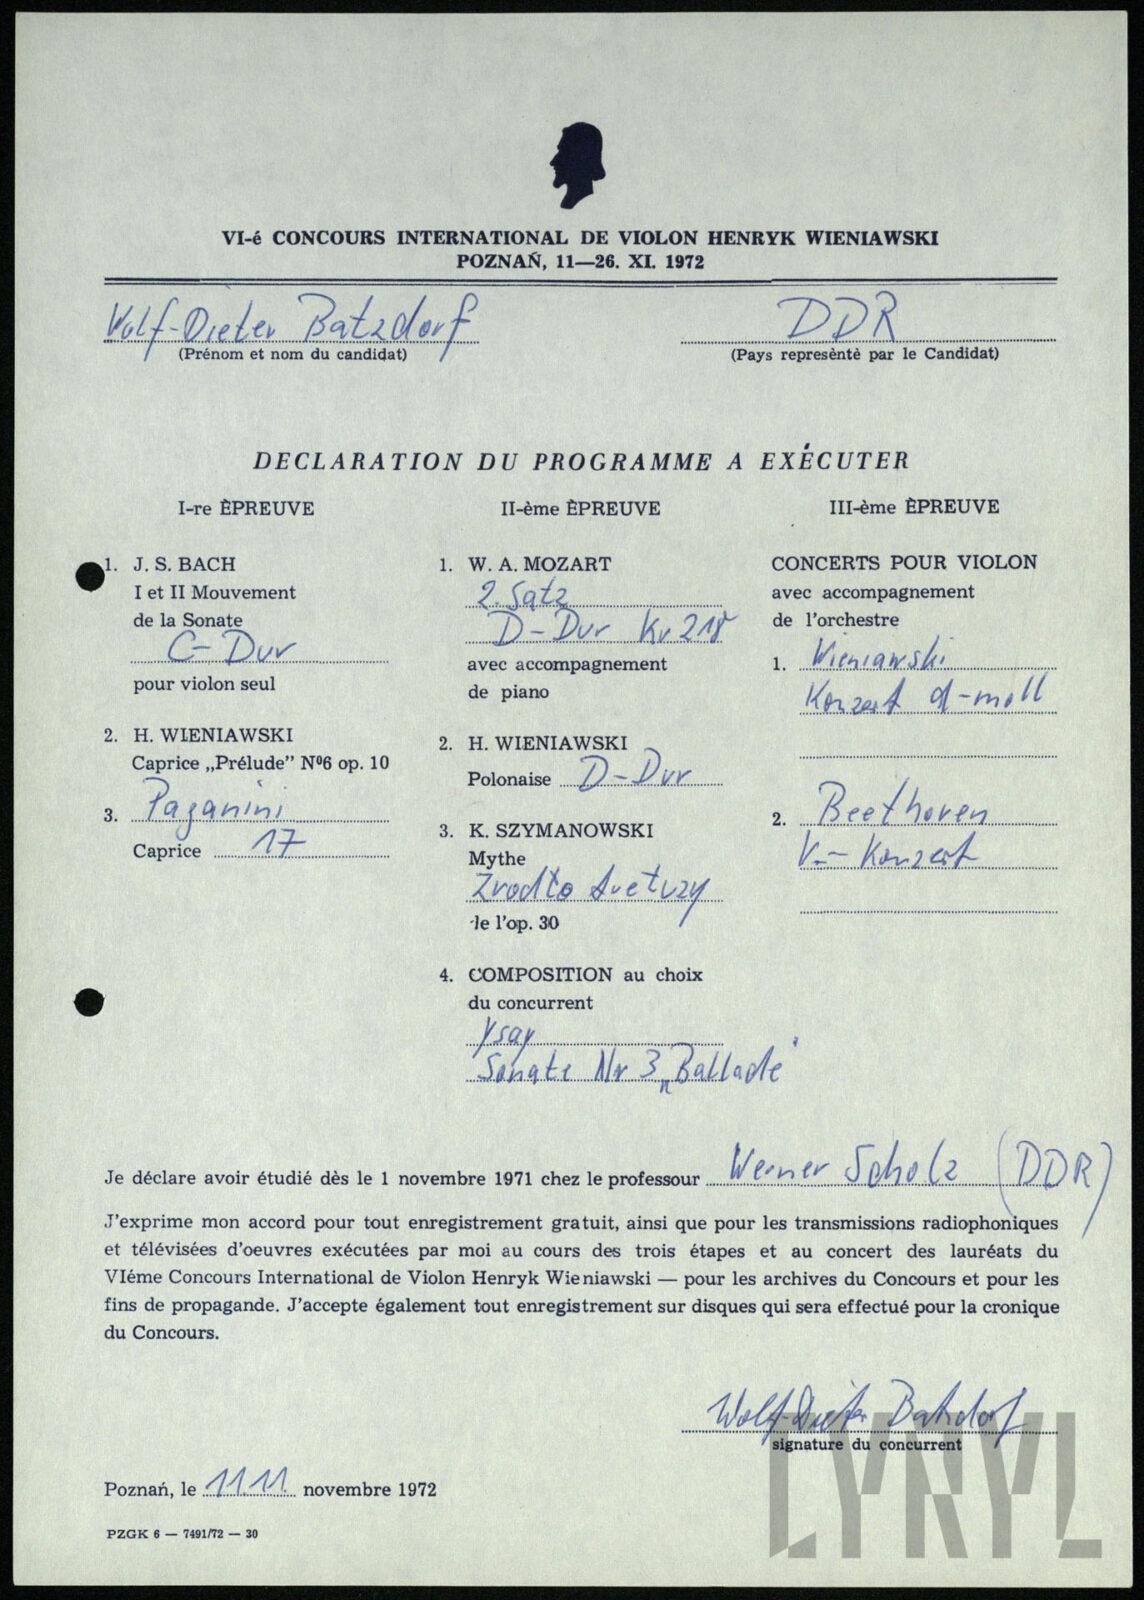 VI-é CONCOURS INTERNATIONAL DE VIOLON HENRYK WIENIAWSKI
POZNAŃ, 11—26. XI. 1972
Wolf-Dieter Batzdorf
(Prénom et nom du candidat)
DDR
(Pays represènté par le Candidat)
DECLARATION DU PROGRAMME A EXÉCUTER
I-re ÈPREUVE
1. J. S. BACH
I et II Mouvement
de la Sonate
C-Dur
pour violon seul
2. H. WIENIAWSKI
Caprice „Prélude” Nº6 op. 10
3. Paganini
Caprice 17
II-ème ÈPREUVE
1. W. A. MOZART
2. Satz
D-Dur Kv 218
avec accompagnement
de piano
2. H. WIENIAWSKI
Polonaise D-Dur
3. K. SZYMANOWSKI
Mythe
Zrodło Aretuzy
de l'op. 30
4. COMPOSITION au choix
du concurrent
Ysay
Sonate Nr 3 „Ballade"
III-ème ÈPREUVE
CONCERTS POUR VIOLON
avec accompagnement
de l'orchestre
1. Wieniawski
Konzert d-moll
2. Beethoven
V.- Konzert
Je déclare avoir étudié dès le 1 novembre 1971 chez le professour Werner Scholz (DDR)
J'exprime mon accord pour tout enregistrement gratuit, ainsi que pour les transmissions radiophoniques
et télévisées d'oeuvres exécutées par moi au cours des trois étapes et au concert des lauréats du
VIéme Concours International de Violon Henryk Wieniawski — pour les archives du Concours et pour les
fins de propagande. J'accepte également tout enregistrement sur disques qui sera effectué pour la cronique
du Concours.
Wolf-Dieter Batzdorf
signature du concurrent
Poznań, le 11.11. novembre 1972
PZGK 6 — 7491/72 — 30
LYNYL